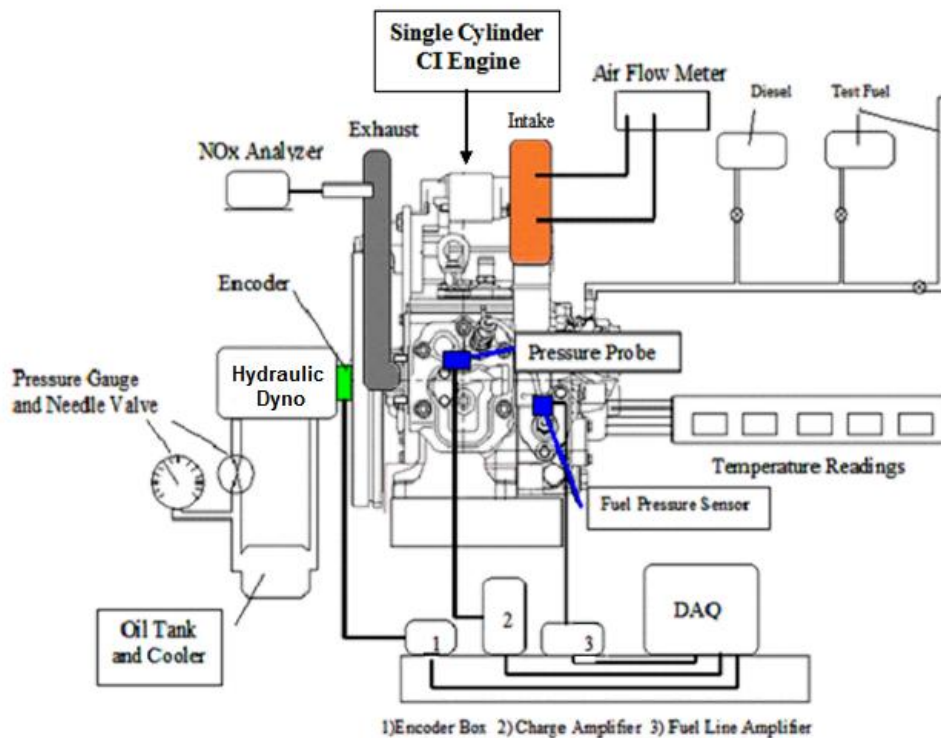 Single Cylinder
CI Engine
Air Flow Meter
Diesel
Test Fuel
Intake
Exhaust
NOx Analyzer
Encoder
Pressure Probe
Hydraulic
Dyno
Pressure Gauge
and Needle Valve
Temperature Readings
Fuel Pressure Sensor
Oil Tank
and Cooler
1
2
3
DAQ
1)Encoder Box 2)Charge Amplifier 3) Fuel Line Amplifier